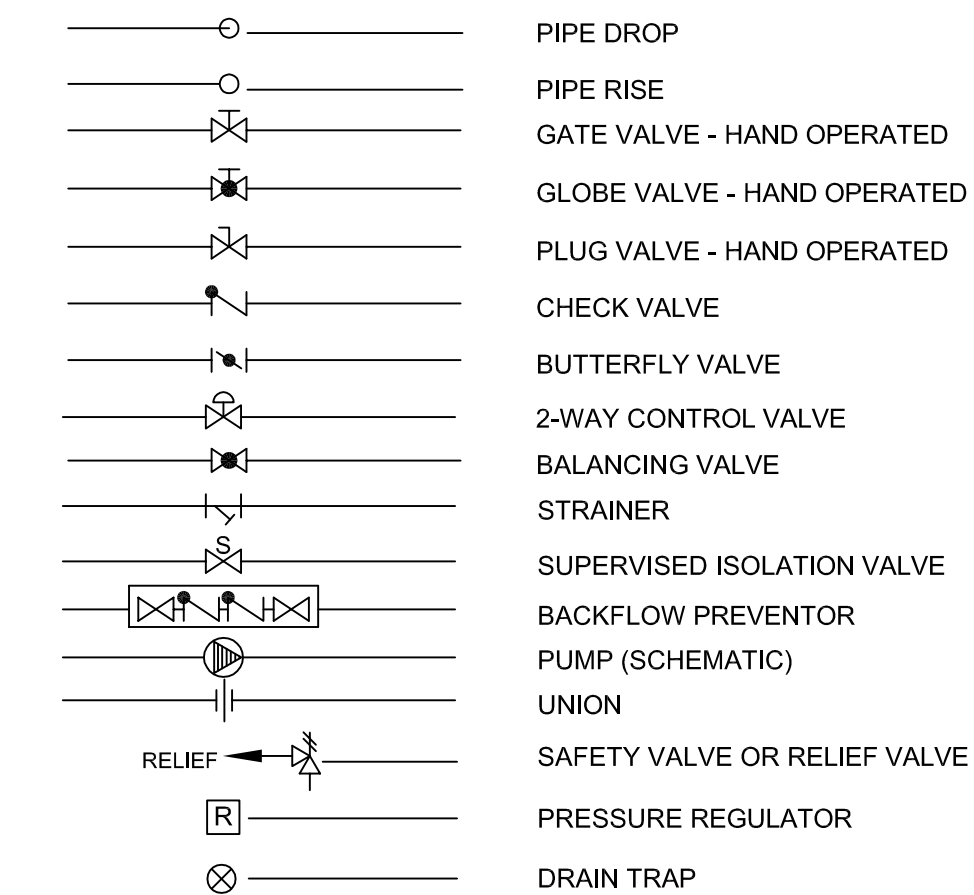 PIPE DROP
PIPE RISE
GATE VALVE - HAND OPERATED
GLOBE VALVE - HAND OPERATED
PLUG VALVE - HAND OPERATED
CHECK VALVE
BUTTERFLY VALVE
2-WAY CONTROL VALVE
BALANCING VALVE
STRAINER
S SUPERVISED ISOLATION VALVE
BACKFLOW PREVENTOR
PUMP (SCHEMATIC)
UNION
RELIEF SAFETY VALVE OR RELIEF VALVE
R PRESSURE REGULATOR
DRAIN TRAP